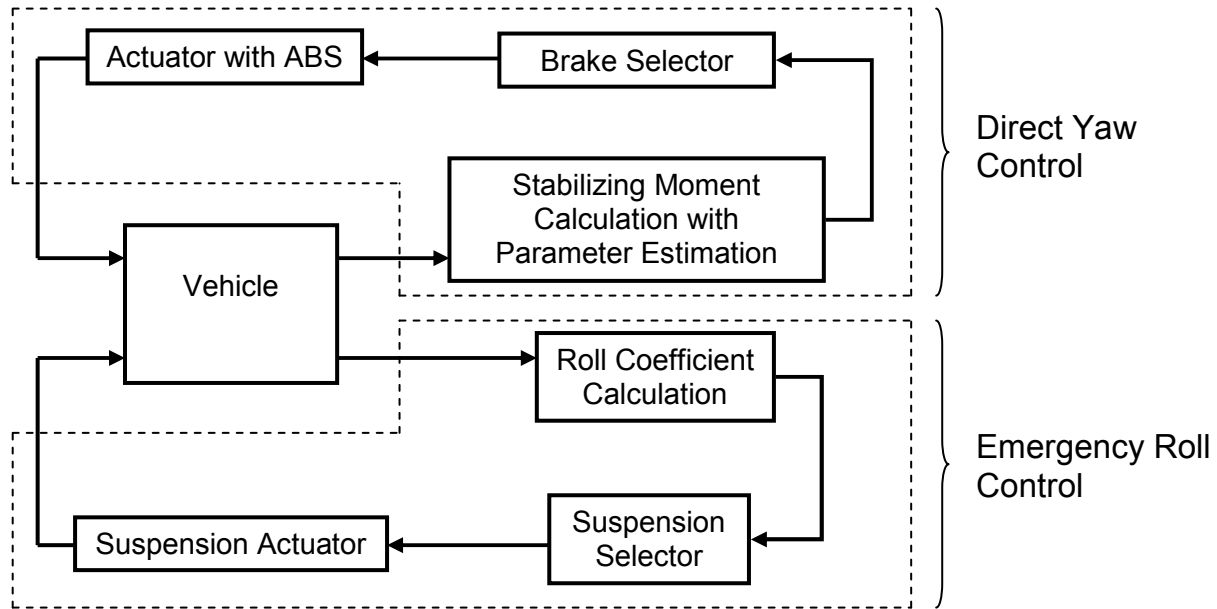 Actuator with ABS
Brake Selector
Direct Yaw
Control
Stabilizing Moment
Calculation with
Parameter Estimation
Vehicle
Roll Coefficient
Calculation
Emergency Roll
Control
Suspension Actuator
Suspension
Selector